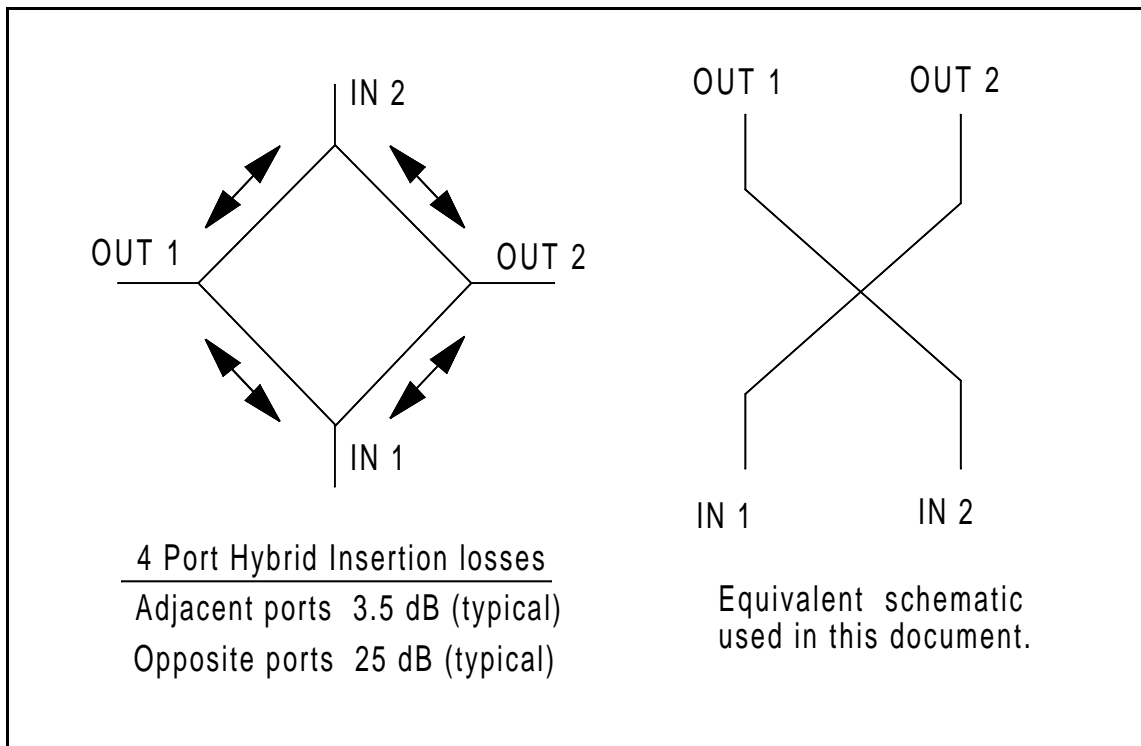 IN 2
OUT 1
OUT 2
IN 1
4 Port Hybrid Insertion losses
Adjacent ports 3.5 dB (typical)
Opposite ports 25 dB (typical)
OUT 1
OUT 2
IN 1
IN 2
Equivalent schematic
used in this document.